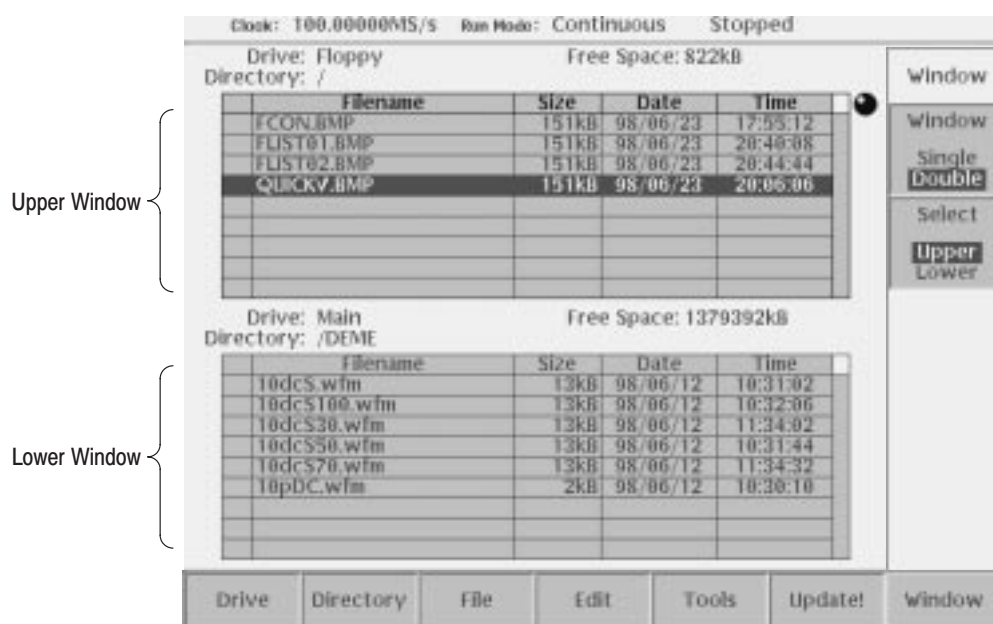 Clock: 100.00000MS/s Run Mode: Continuous Stopped
Drive: Floppy Free Space: 822kB
Directory: /
Filename Size Date Time
FCON.BMP 151kB 98/06/23 17:55:12
FLIST01.BMP 151kB 98/06/23 20:40:08
FLIST02.BMP 151kB 98/06/23 20:44:44
QUICKV.BMP 151kB 98/06/23 20:06:06
Upper Window
Drive: Main Free Space: 1379392kB
Directory: /DEME
Filename Size Date Time
10dcS.wfm 13kB 98/06/12 10:31:02
10dcS100.wfm 13kB 98/06/12 10:32:06
10dcS30.wfm 13kB 98/06/12 11:34:02
10dcS50.wfm 13kB 98/06/12 10:31:44
10dcS70.wfm 13kB 98/06/12 11:34:32
10pDC.wfm 2kB 98/06/12 10:30:10
Lower Window
Window
Window
Single
Double
Select
Upper
Lower
Drive Directory File Edit Tools Update! Window